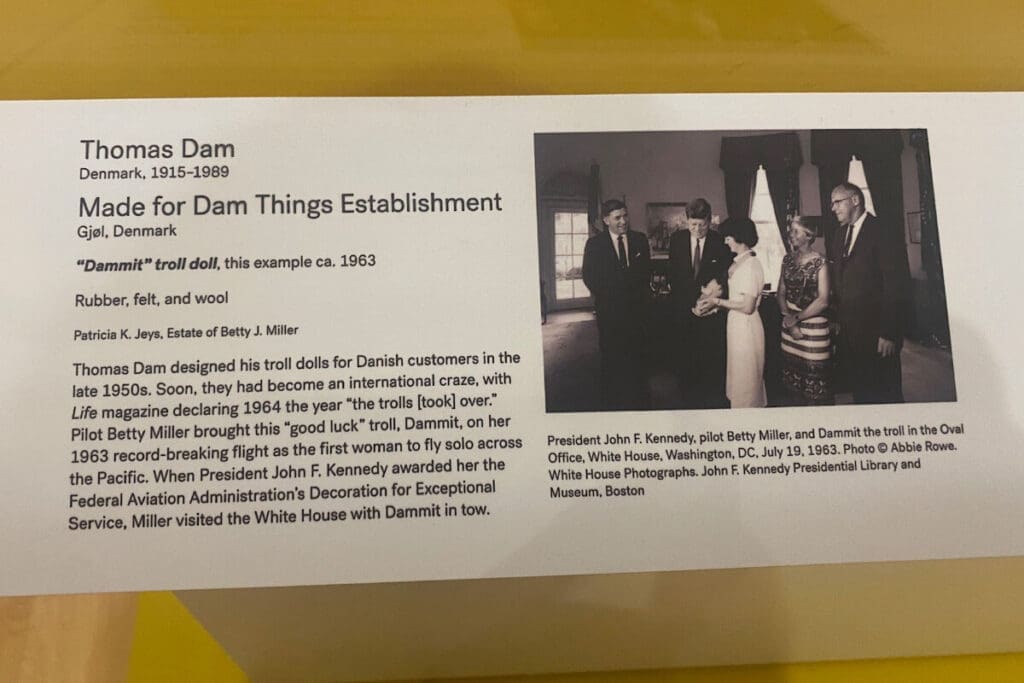 Thomas Dam
Denmark, 1915–1989
Made for Dam Things Establishment
Gjøl, Denmark
“Dammit” troll doll, this example ca. 1963
Rubber, felt, and wool
Patricia K. Jeys, Estate of Betty J. Miller
Thomas Dam designed his troll dolls for Danish customers in the
late 1950s. Soon, they had become an international craze, with
Life magazine declaring 1964 the year “the trolls [took] over.”
Pilot Betty Miller brought this “good luck” troll, Dammit, on her
1963 record-breaking flight as the first woman to fly solo across
the Pacific. When President John F. Kennedy awarded her the
Federal Aviation Administration’s Decoration for Exceptional
Service, Miller visited the White House with Dammit in tow.
President John F. Kennedy, pilot Betty Miller, and Dammit the troll in the Oval
Office, White House, Washington, DC, July 19, 1963. Photo © Abbie Rowe.
White House Photographs. John F. Kennedy Presidential Library and
Museum, Boston